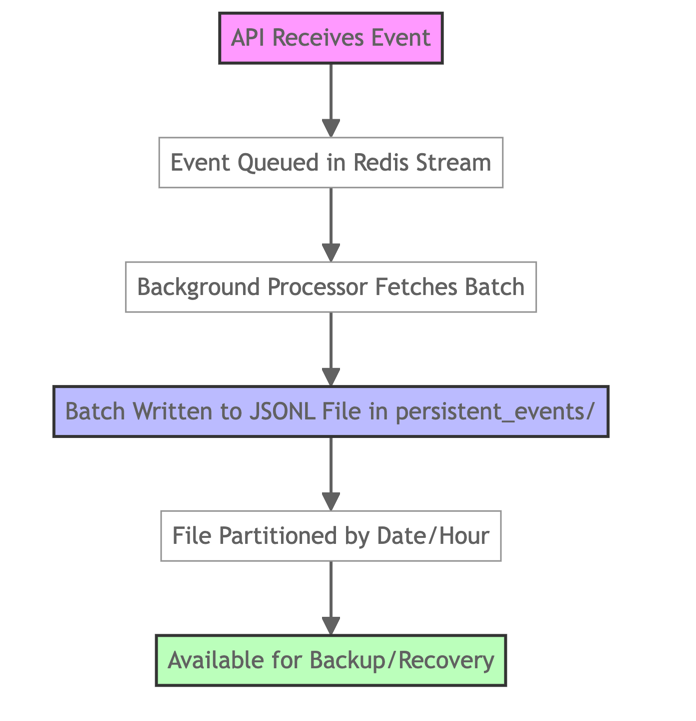 API Receives Event
Event Queued in Redis Stream
Background Processor Fetches Batch
Batch Written to JSONL File in persistent_events/
File Partitioned by Date/Hour
Available for Backup/Recovery